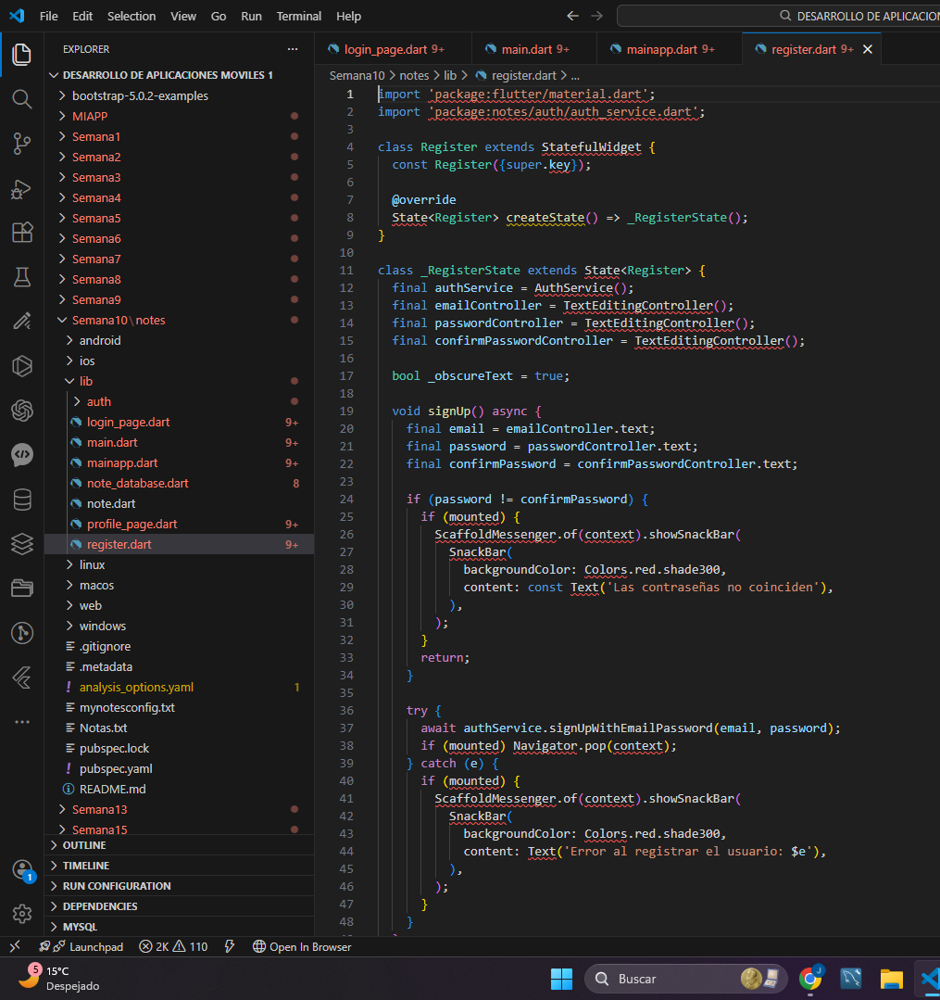 File Edit Selection View Go Run Terminal Help
DESARROLLO DE APLICACION
EXPLORER
DESARROLLO DE APLICACIONES MOVILES 1
bootstrap-5.0.2-examples
MIAPP
Semana1
Semana2
Semana3
Semana4
Semana5
Semana6
Semana7
Semana8
Semana9
Semana10\notes
android
ios
lib
auth
login_page.dart 9+
main.dart 9+
mainapp.dart 9+
note_database.dart 8
note.dart
profile_page.dart 9+
register.dart 9+
linux
macos
web
windows
.gitignore
.metadata
! analysis_options.yaml 1
mynotesconfig.txt
Notas.txt
pubspec.lock
! pubspec.yaml
README.md
Semana13
Semana15
OUTLINE
TIMELINE
RUN CONFIGURATION
DEPENDENCIES
MYSQL
login_page.dart 9+ main.dart 9+ mainapp.dart 9+ register.dart 9+
Semana10 > notes > lib > register.dart > ...
1 import 'package:flutter/material.dart';
2 import 'package:notes/auth/auth_service.dart';
3
4 class Register extends StatefulWidget {
5 const Register({super.key});
6
7 @override
8 State<Register> createState() => _RegisterState();
9 }
10
11 class _RegisterState extends State<Register> {
12 final authService = AuthService();
13 final emailController = TextEditingController();
14 final passwordController = TextEditingController();
15 final confirmPasswordController = TextEditingController();
16
17 bool _obscureText = true;
18
19 void signUp() async {
20 final email = emailController.text;
21 final password = passwordController.text;
22 final confirmPassword = confirmPasswordController.text;
23
24 if (password != confirmPassword) {
25 if (mounted) {
26 ScaffoldMessenger.of(context).showSnackBar(
27 SnackBar(
28 backgroundColor: Colors.red.shade300,
29 content: const Text('Las contraseñas no coinciden'),
30 ),
31 );
32 }
33 return;
34 }
35
36 try {
37 await authService.signUpWithEmailPassword(email, password);
38 if (mounted) Navigator.pop(context);
39 } catch (e) {
40 if (mounted) {
41 ScaffoldMessenger.of(context).showSnackBar(
42 SnackBar(
43 backgroundColor: Colors.red.shade300,
44 content: Text('Error al registrar el usuario: $e'),
45 ),
46 );
47 }
48 }
1
Launchpad 2K 110 Open In Browser
5 15°C
Despejado
Buscar
J